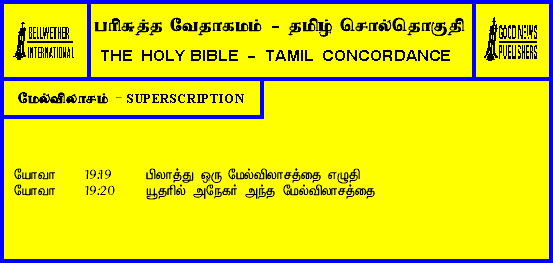 BELLWETHER
INTERNATIONAL
பரிசுத்த வேதாகமம் - தமிழ் சொல்தொகுதி
THE HOLY BIBLE - TAMIL CONCORDANCE
GOOD NEWS
PUBLISHERS
மேல்விலாசம் - SUPERSCRIPTION
யோவா 19:19 பிலாத்து ஒரு மேல்விலாசத்தை எழுதி
யோவா 19:20 யூதரில் அநேகர் அந்த மேல்விலாசத்தை